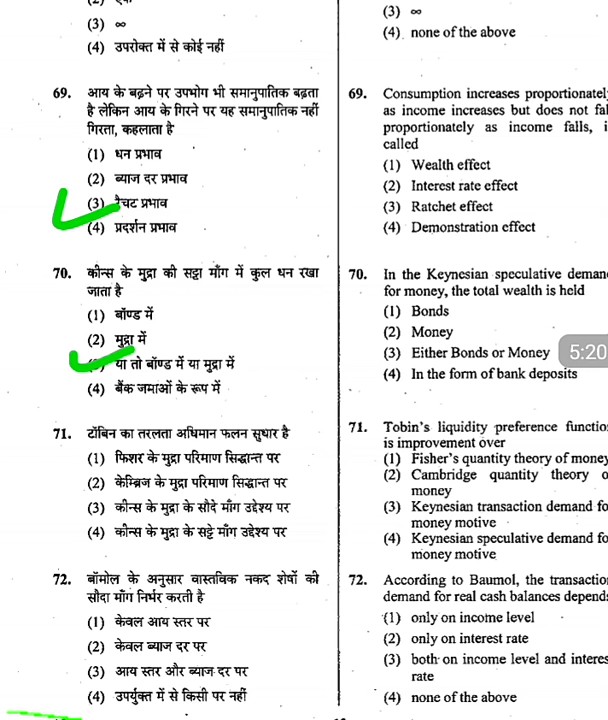 (3) ∞
(4) उपरोक्त में से कोई नहीं
69. आय के बढ़ने पर उपभोग भी समानुपातिक बढ़ता
है लेकिन आय के गिरने पर यह समानुपातिक नहीं
गिरता, कहलाता है
(1) धन प्रभाव
(2) ब्याज दर प्रभाव
(3) रैचट प्रभाव
(4) प्रदर्शन प्रभाव
70. कीन्स के मुद्रा की सट्टा माँग में कुल धन रखा
जाता है
(1) बॉण्ड में
(2) मुद्रा में
या तो बॉण्ड में या मुद्रा में
(4) बैंक जमाओं के रूप में
71. टॉबिन का तरलता अधिमान फलन सुधार है
(1) फिशर के मुद्रा परिमाण सिद्धान्त पर
(2) केम्ब्रिज के मुद्रा परिमाण सिद्धान्त पर
(3) कीन्स के मुद्रा के सौदे माँग उद्देश्य पर
(4) कीन्स के मुद्रा के सट्टे माँग उद्देश्य पर
72. बॉमोल के अनुसार वास्तविक नकद शेषों की
सौदा माँग निर्भर करती है
(1) केवल आय स्तर पर
(2) केवल ब्याज दर पर
(3) आय स्तर और ब्याज दर पर
(4) उपर्युक्त में से किसी पर नहीं
(3) ∞
(4) none of the above
69. Consumption increases proportionately
as income increases but does not fal
proportionately as income falls, i
called
(1) Wealth effect
(2) Interest rate effect
(3) Ratchet effect
(4) Demonstration effect
70. In the Keynesian speculative deman
for money, the total wealth is held
(1) Bonds
(2) Money
(3) Either Bonds or Money
5:20
(4) In the form of bank deposits
71. Tobin's liquidity preference functio
is improvement over
(1) Fisher's quantity theory of money
(2) Cambridge quantity theory o
money
(3) Keynesian transaction demand fo
money motive
(4) Keynesian speculative demand fo
money motive
72. According to Baumol, the transactio
demand for real cash balances depend
(1) only on income level
(2) only on interest rate
(3) both on income level and interes
rate
(4) none of the above